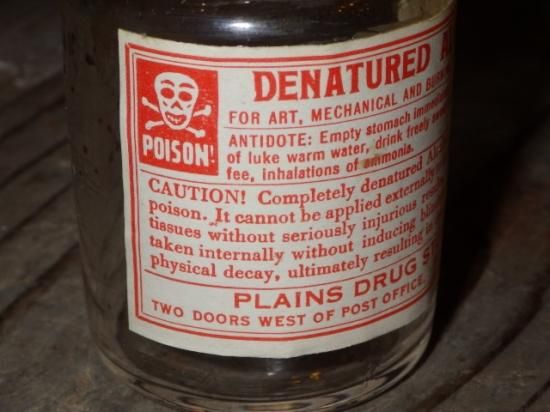 POISON!
DENATURED
FOR ART, MECHANICAL AND
ANTIDOTE: Empty stomach
of luke warm water, drink freely
fee, inhalations of ammonia.
CAUTION! Completely denatured
poison. It cannot be applied externally
tissues without seriously injurious
taken internally without inducing
physical decay, ultimately resulting in
PLAINS DRUG
TWO DOORS WEST OF POST OFFICE